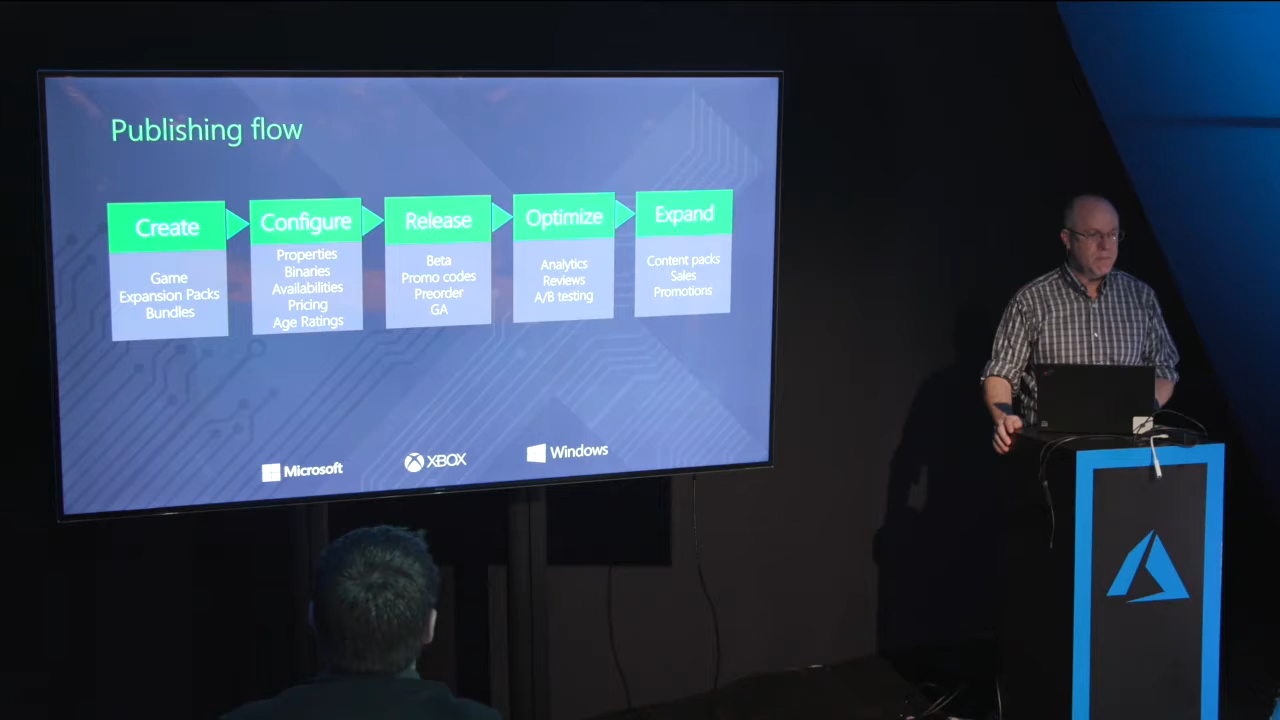 Publishing flow
Create
Game
Expansion Packs
Bundles
Configure
Properties
Binaries
Availabilities
Pricing
Age Ratings
Release
Beta
Promo codes
Preorder
GA
Optimize
Analytics
Reviews
A/B testing
Expand
Content packs
Sales
Promotions
Microsoft
XBOX
Windows